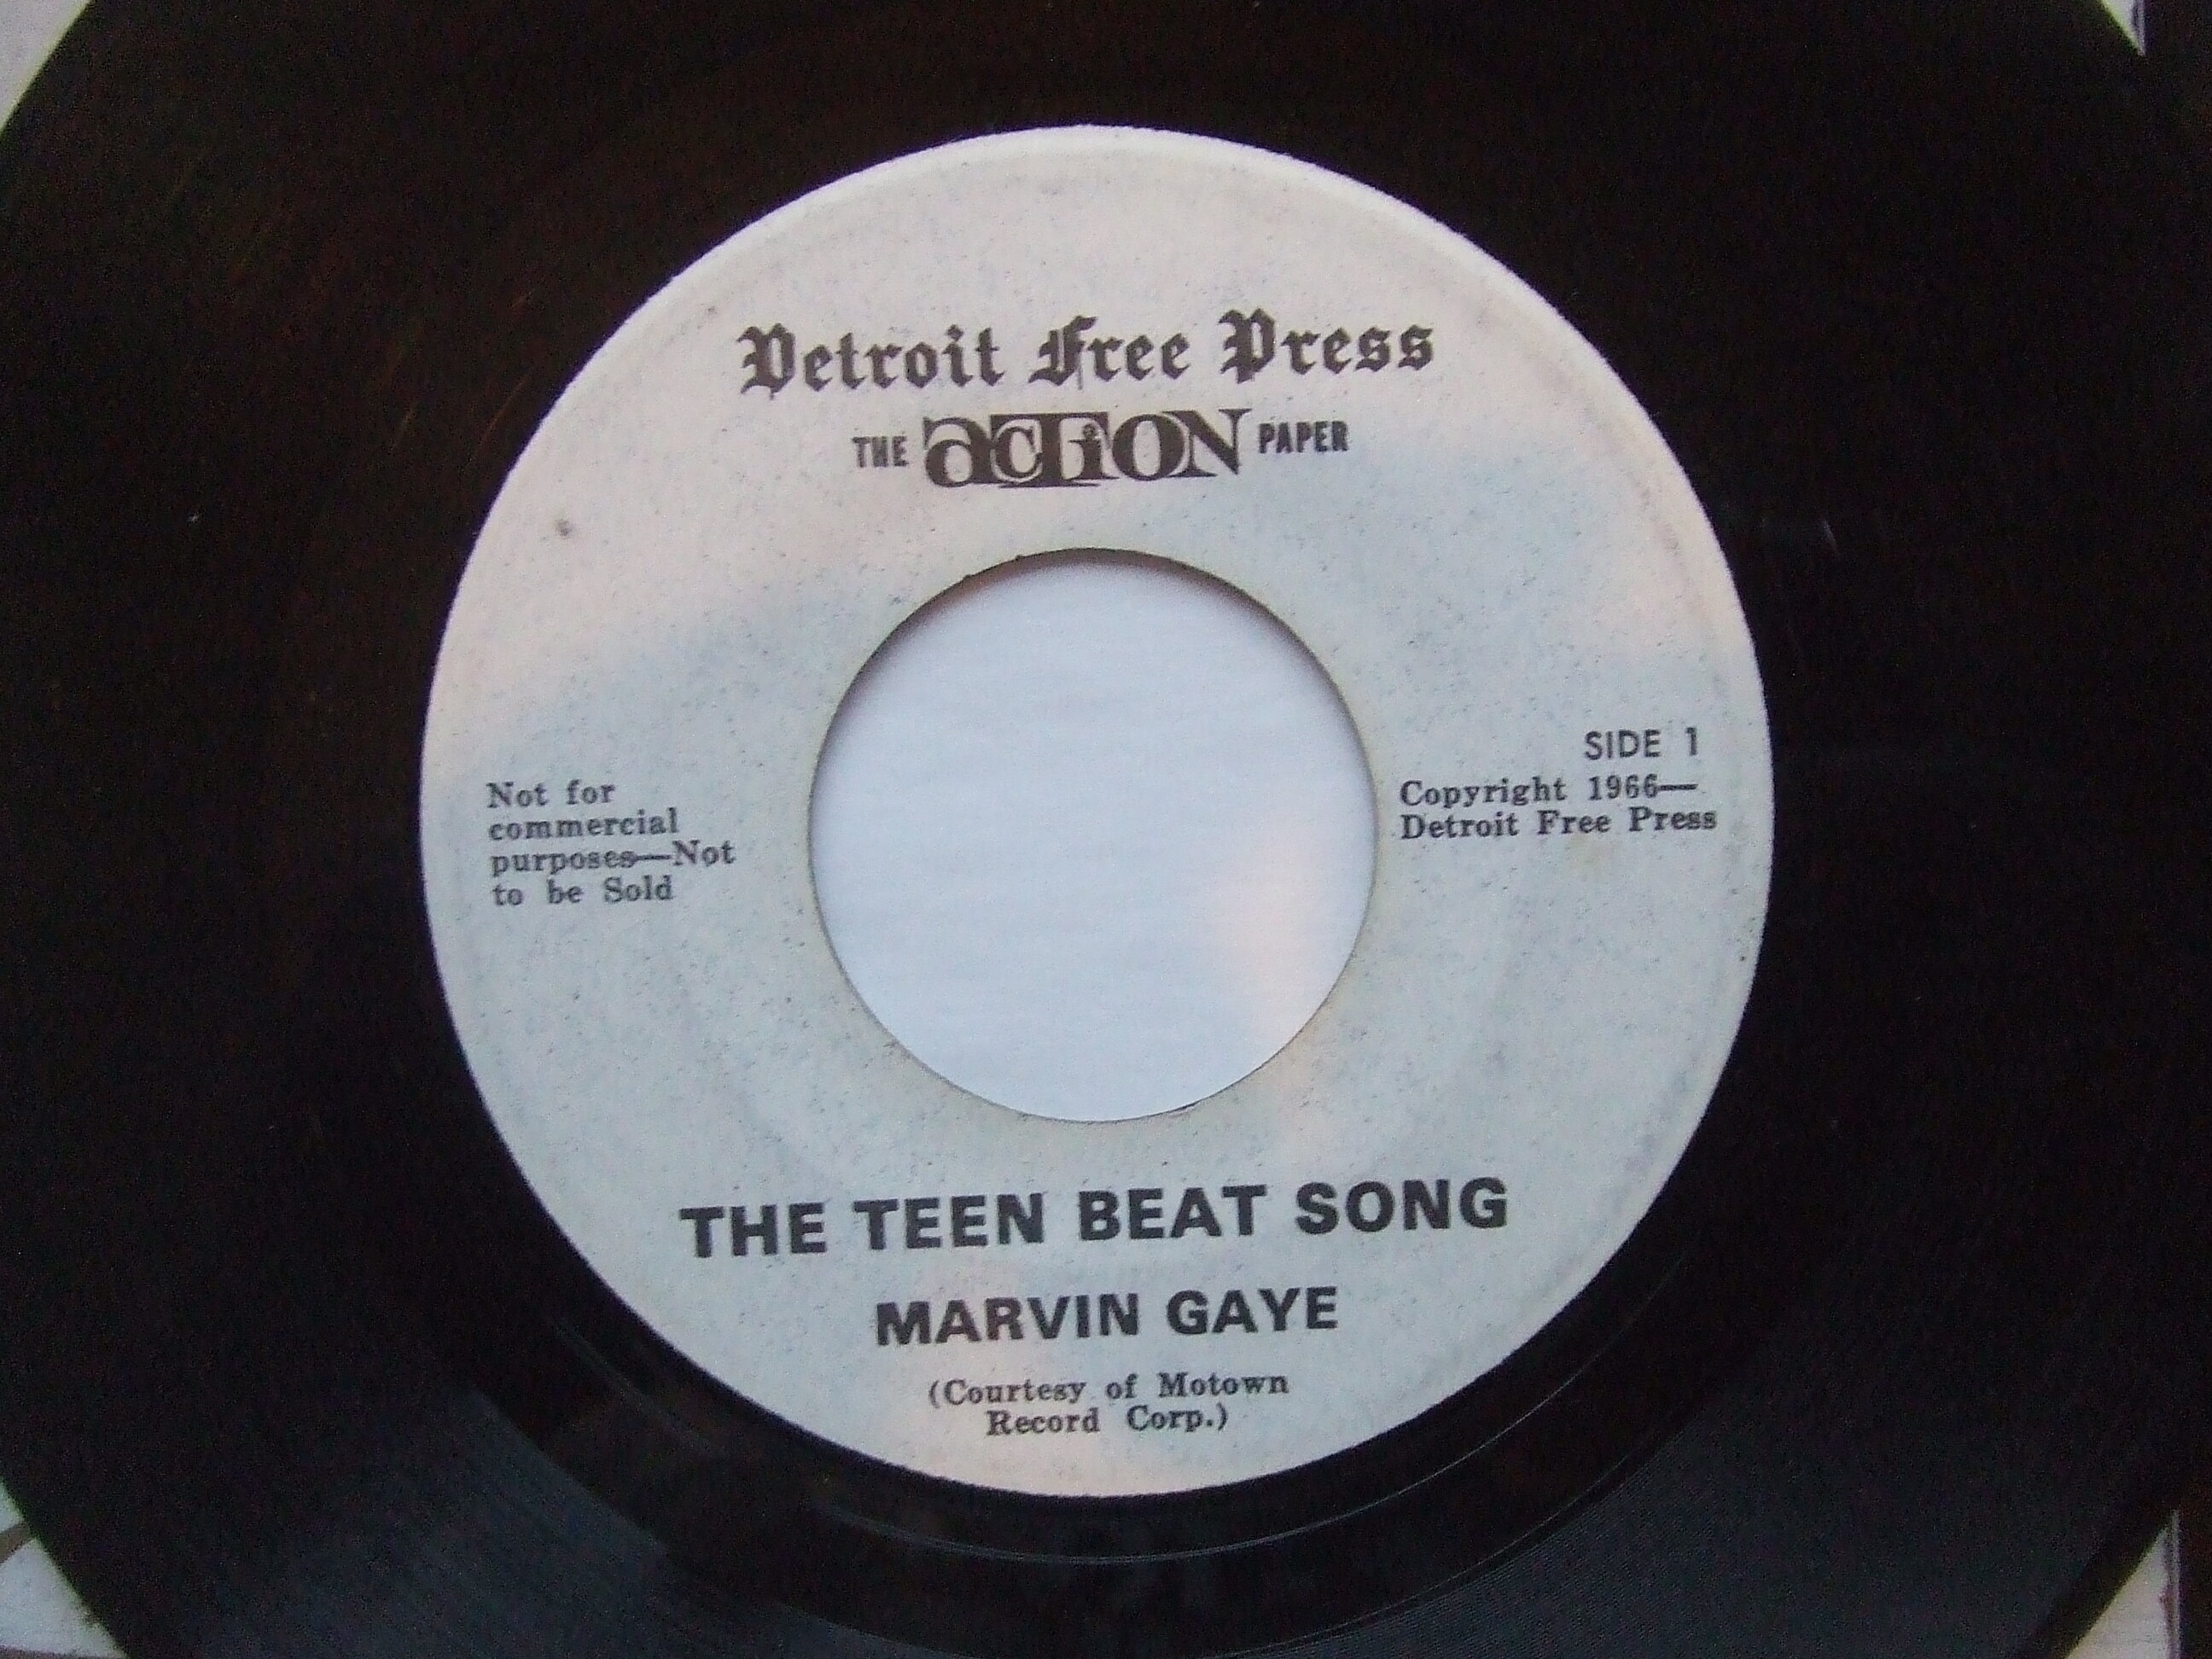 Detroit Free Press
THE action PAPER
Not for
commercial
purposes—Not
to be Sold
SIDE 1
Copyright 1966—
Detroit Free Press
THE TEEN BEAT SONG
MARVIN GAYE
(Courtesy of Motown
Record Corp.)